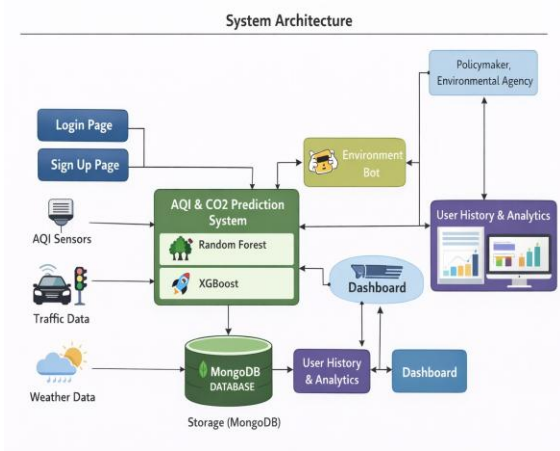 System Architecture
Policymaker,
Environmental Agency
Login Page
Sign Up Page
Environment
Bot
AQI & CO2 Prediction
System
Random Forest
XGBoost
AQI Sensors
User History & Analytics
Dashboard
Traffic Data
MongoDB
DATABASE
User History
& Analytics
Dashboard
Weather Data
Storage (MongoDB)